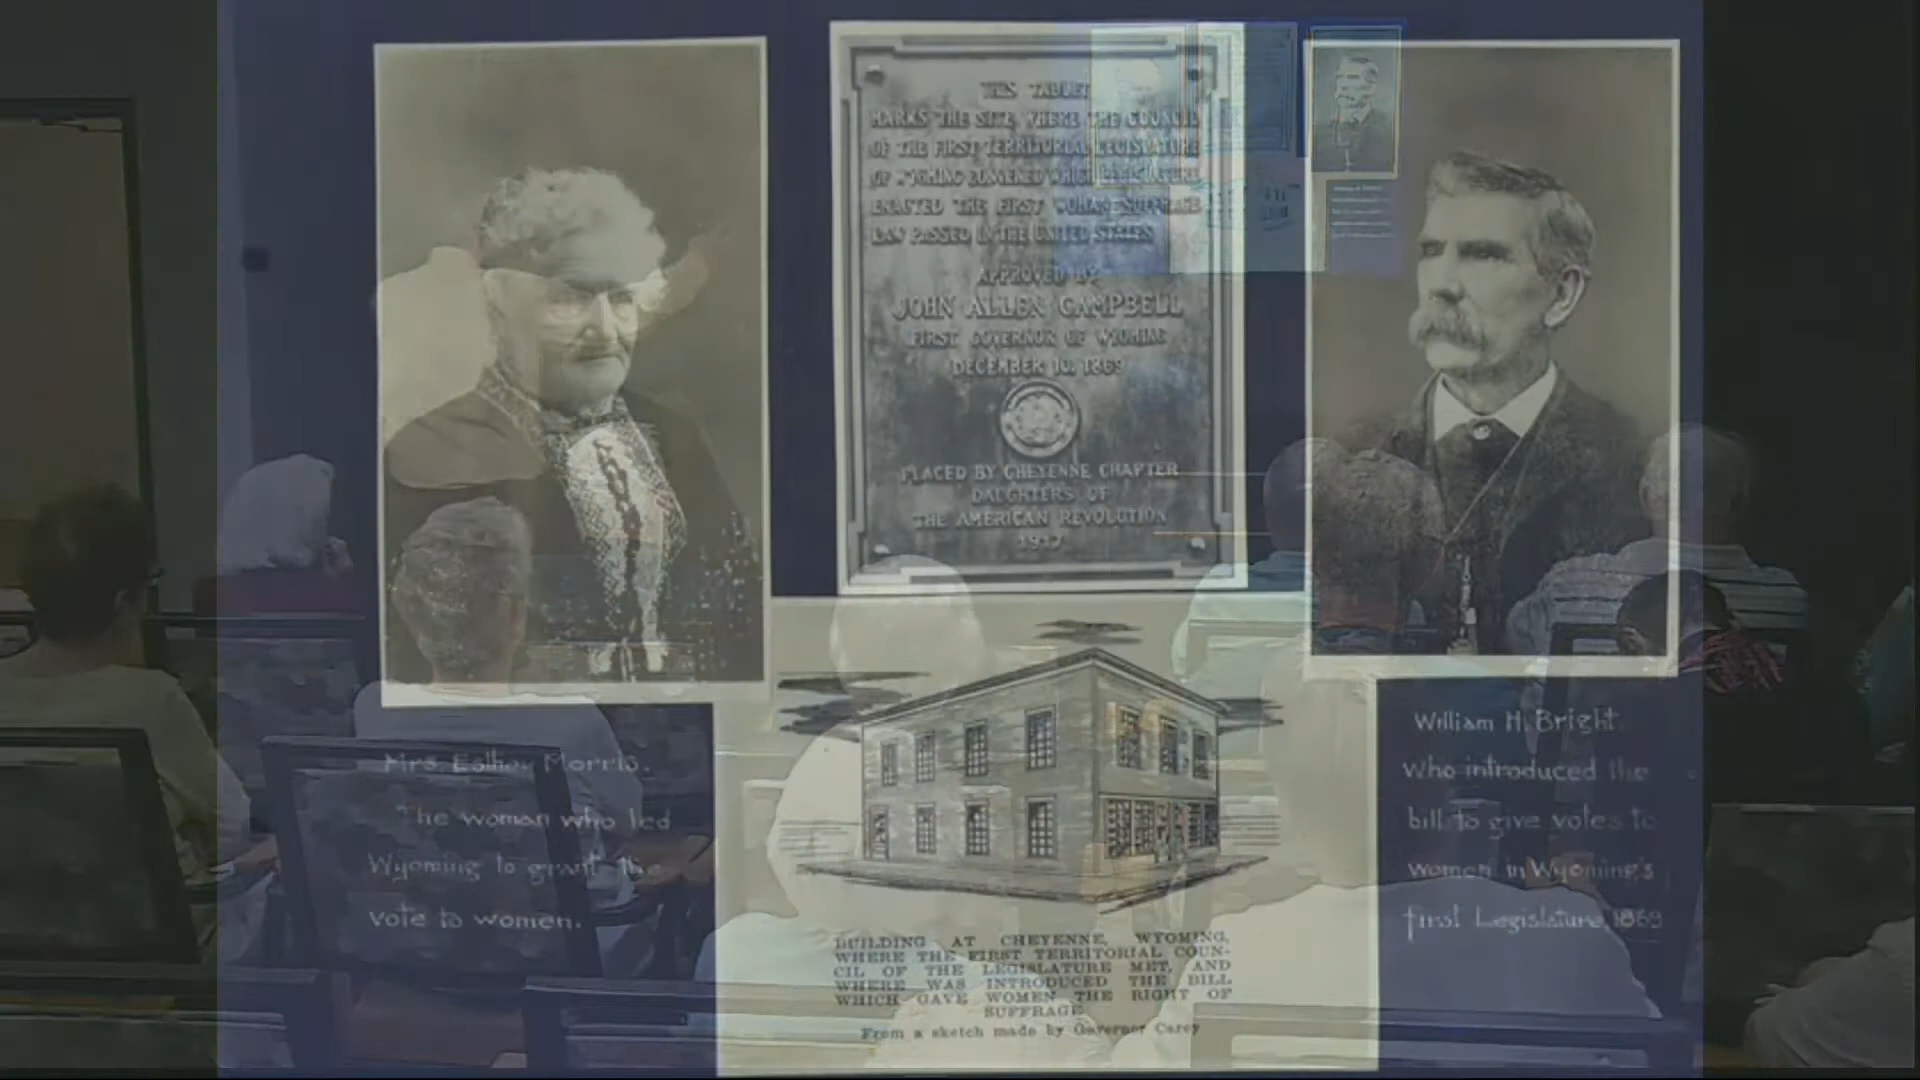 THIS TABLET
MARKS THE SITE WHERE THE COUNCIL
OF THE FIRST TERRITORIAL LEGISLATURE
OF WYOMING CONVENED WHICH LEGISLATURE
ENACTED THE FIRST WOMAN SUFFRAGE
LAW PASSED IN THE UNITED STATES
APPROVED BY
JOHN ALLEN CAMPBELL
FIRST GOVERNOR OF WYOMING
DECEMBER 10, 1869
PLACED BY CHEYENNE CHAPTER
DAUGHTERS OF
THE AMERICAN REVOLUTION
1917
Mrs Esther Morris.
The woman who led
Wyoming to grant the
vote to women.
William H. Bright
Who introduced the
bill to give votes to
women in Wyoming's
first Legislature, 1869
BUILDING AT CHEYENNE, WYOMING,
WHERE THE FIRST TERRITORIAL COUN-
CIL OF THE LEGISLATURE MET, AND
WHERE WAS INTRODUCED THE BILL
WHICH GAVE WOMEN THE RIGHT OF
SUFFRAGE
From a sketch made by Governor Carey